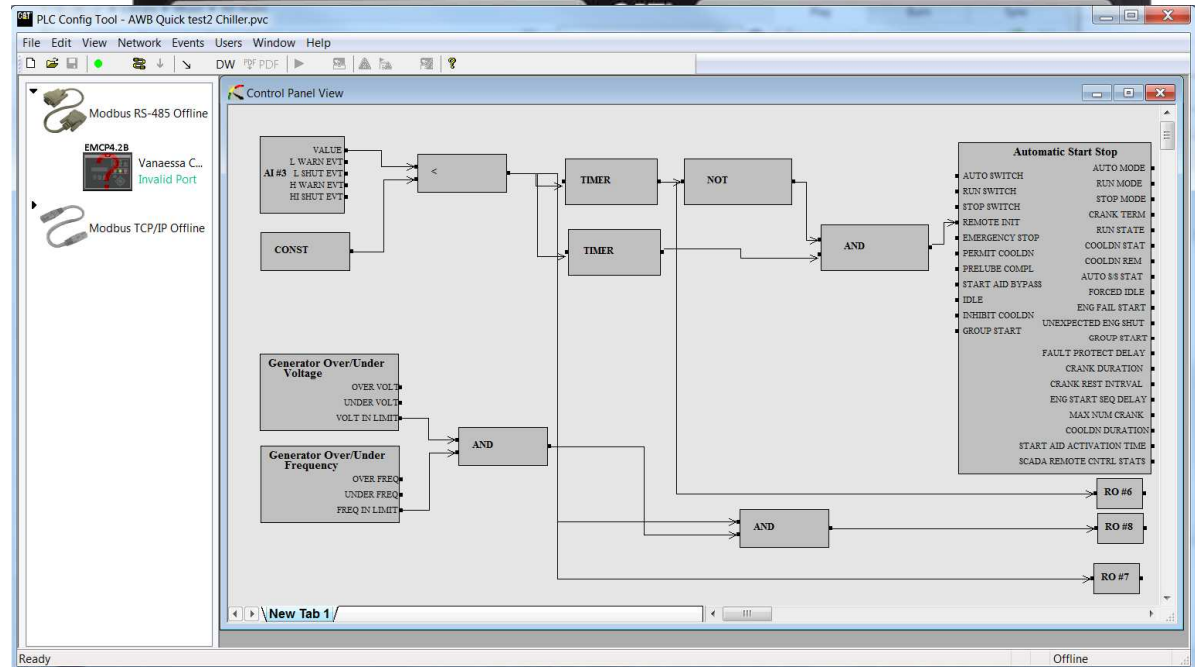 CAT PLC Config Tool - AWB Quick test2 Chiller.pvc
File Edit View Network Events Users Window Help
DW PDF PDF
Modbus RS-485 Offline
EMCP4.2B
Vanaessa C...
Invalid Port
Modbus TCP/IP Offline
Control Panel View
AI #3
VALUE
L WARN EVT
L SHUT EVT
H WARN EVT
HI SHUT EVT
CONST
<
TIMER
TIMER
NOT
AND
Automatic Start Stop
AUTO SWITCH
RUN SWITCH
STOP SWITCH
REMOTE INIT
EMERGENCY STOP
PERMIT COOLDN
PRELUBE COMPL
START AID BYPASS
IDLE
INHIBIT COOLDN
GROUP START
AUTO MODE
RUN MODE
STOP MODE
CRANK TERM
RUN STATE
COOLDN STAT
COOLDN REM
AUTO S/S STAT
FORCED IDLE
ENG FAIL START
UNEXPECTED ENG SHUT
GROUP START
FAULT PROTECT DELAY
CRANK DURATION
CRANK REST INTRVAL
ENG START SEQ DELAY
MAX NUM CRANK
COOLDN DURATION
START AID ACTIVATION TIME
SCADA REMOTE CNTRL STATS
Generator Over/Under
Voltage
OVER VOLT
UNDER VOLT
VOLT IN LIMIT
Generator Over/Under
Frequency
OVER FREQ
UNDER FREQ
FREQ IN LIMIT
AND
AND
RO #6
RO #8
RO #7
New Tab 1
Ready
Offline